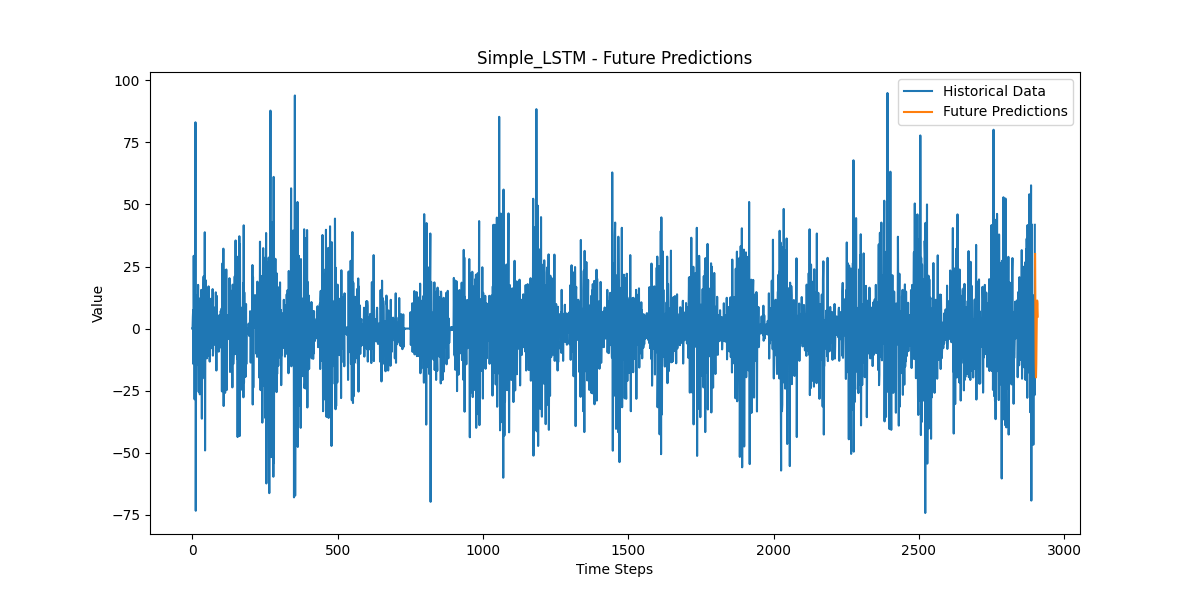 Simple_LSTM - Future Predictions
100
75
50
25
0
−25
−50
−75
Value
Historical Data
Future Predictions
0 500 1000 1500 2000 2500 3000
Time Steps